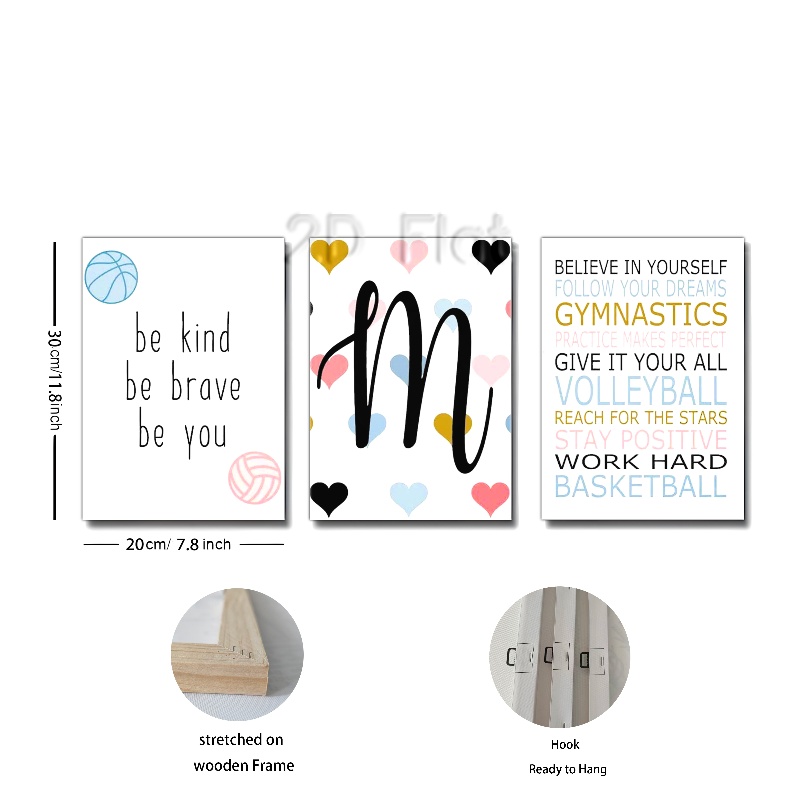 2D Flat
30cm/11.8inch
be kind
be brave
be you
m
BELIEVE IN YOURSELF
FOLLOW YOUR DREAMS
GYMNASTICS
PRACTICE MAKES PERFECT
GIVE IT YOUR ALL
VOLLEYBALL
REACH FOR THE STARS
STAY POSITIVE
WORK HARD
BASKETBALL
20cm/ 7.8 inch
stretched on
wooden Frame
Hook
Ready to Hang